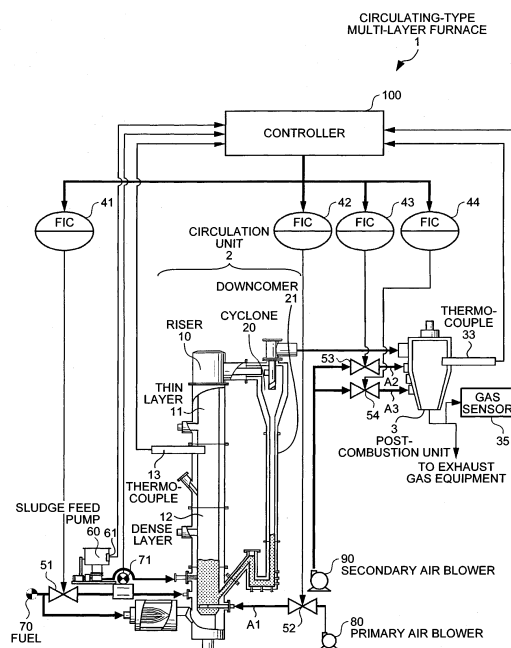 CIRCULATING-TYPE
MULTI-LAYER FURNACE
1
100
CONTROLLER
41
FIC
42
FIC
43
FIC
44
FIC
CIRCULATION
UNIT
2
DOWNCOMER
21
CYCLONE
20
RISER
10
THERMO-
COUPLE
33
53
A2
THIN
LAYER
11
54
A3
GAS
SENSOR
35
3
POST-
COMBUTION UNIT
TO EXHAUST
GAS EQUIPMENT
13
THERMO-
COUPLE
12
DENSE
LAYER
SLUDGE FEED
PUMP
60
61
71
51
90
SECONDARY AIR BLOWER
70
FUEL
A1
52
80
PRIMARY AIR BLOWER